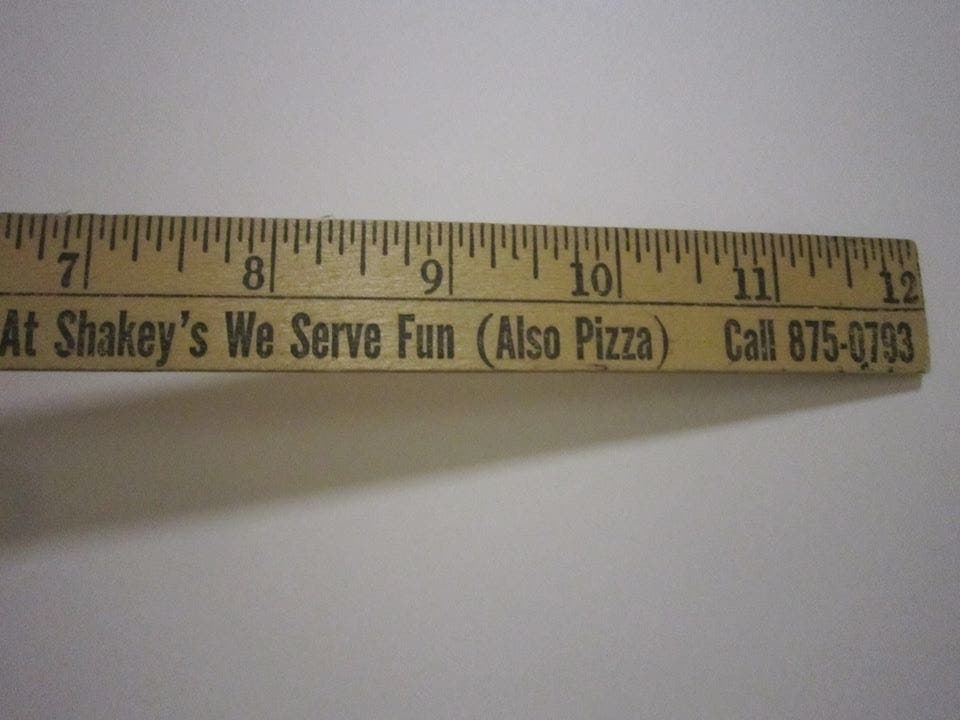 7 8 9 10 11 12
At Shakey's We Serve Fun (Also Pizza) Call 875-0793